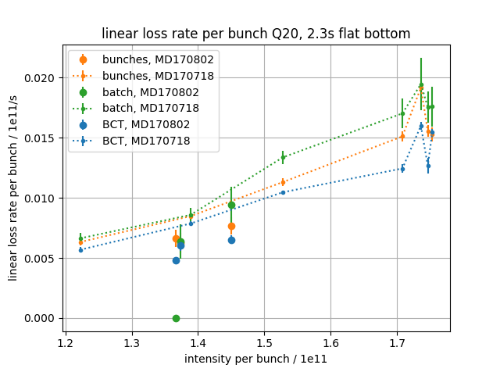 linear loss rate per bunch Q20, 2.3s flat bottom
bunches, MD170802
bunches, MD170718
batch, MD170802
batch, MD170718
BCT, MD170802
BCT, MD170718
linear loss rate per bunch / 1e11/s
0.020
0.015
0.010
0.005
0.000
1.2 1.3 1.4 1.5 1.6 1.7
intensity per bunch / 1e11